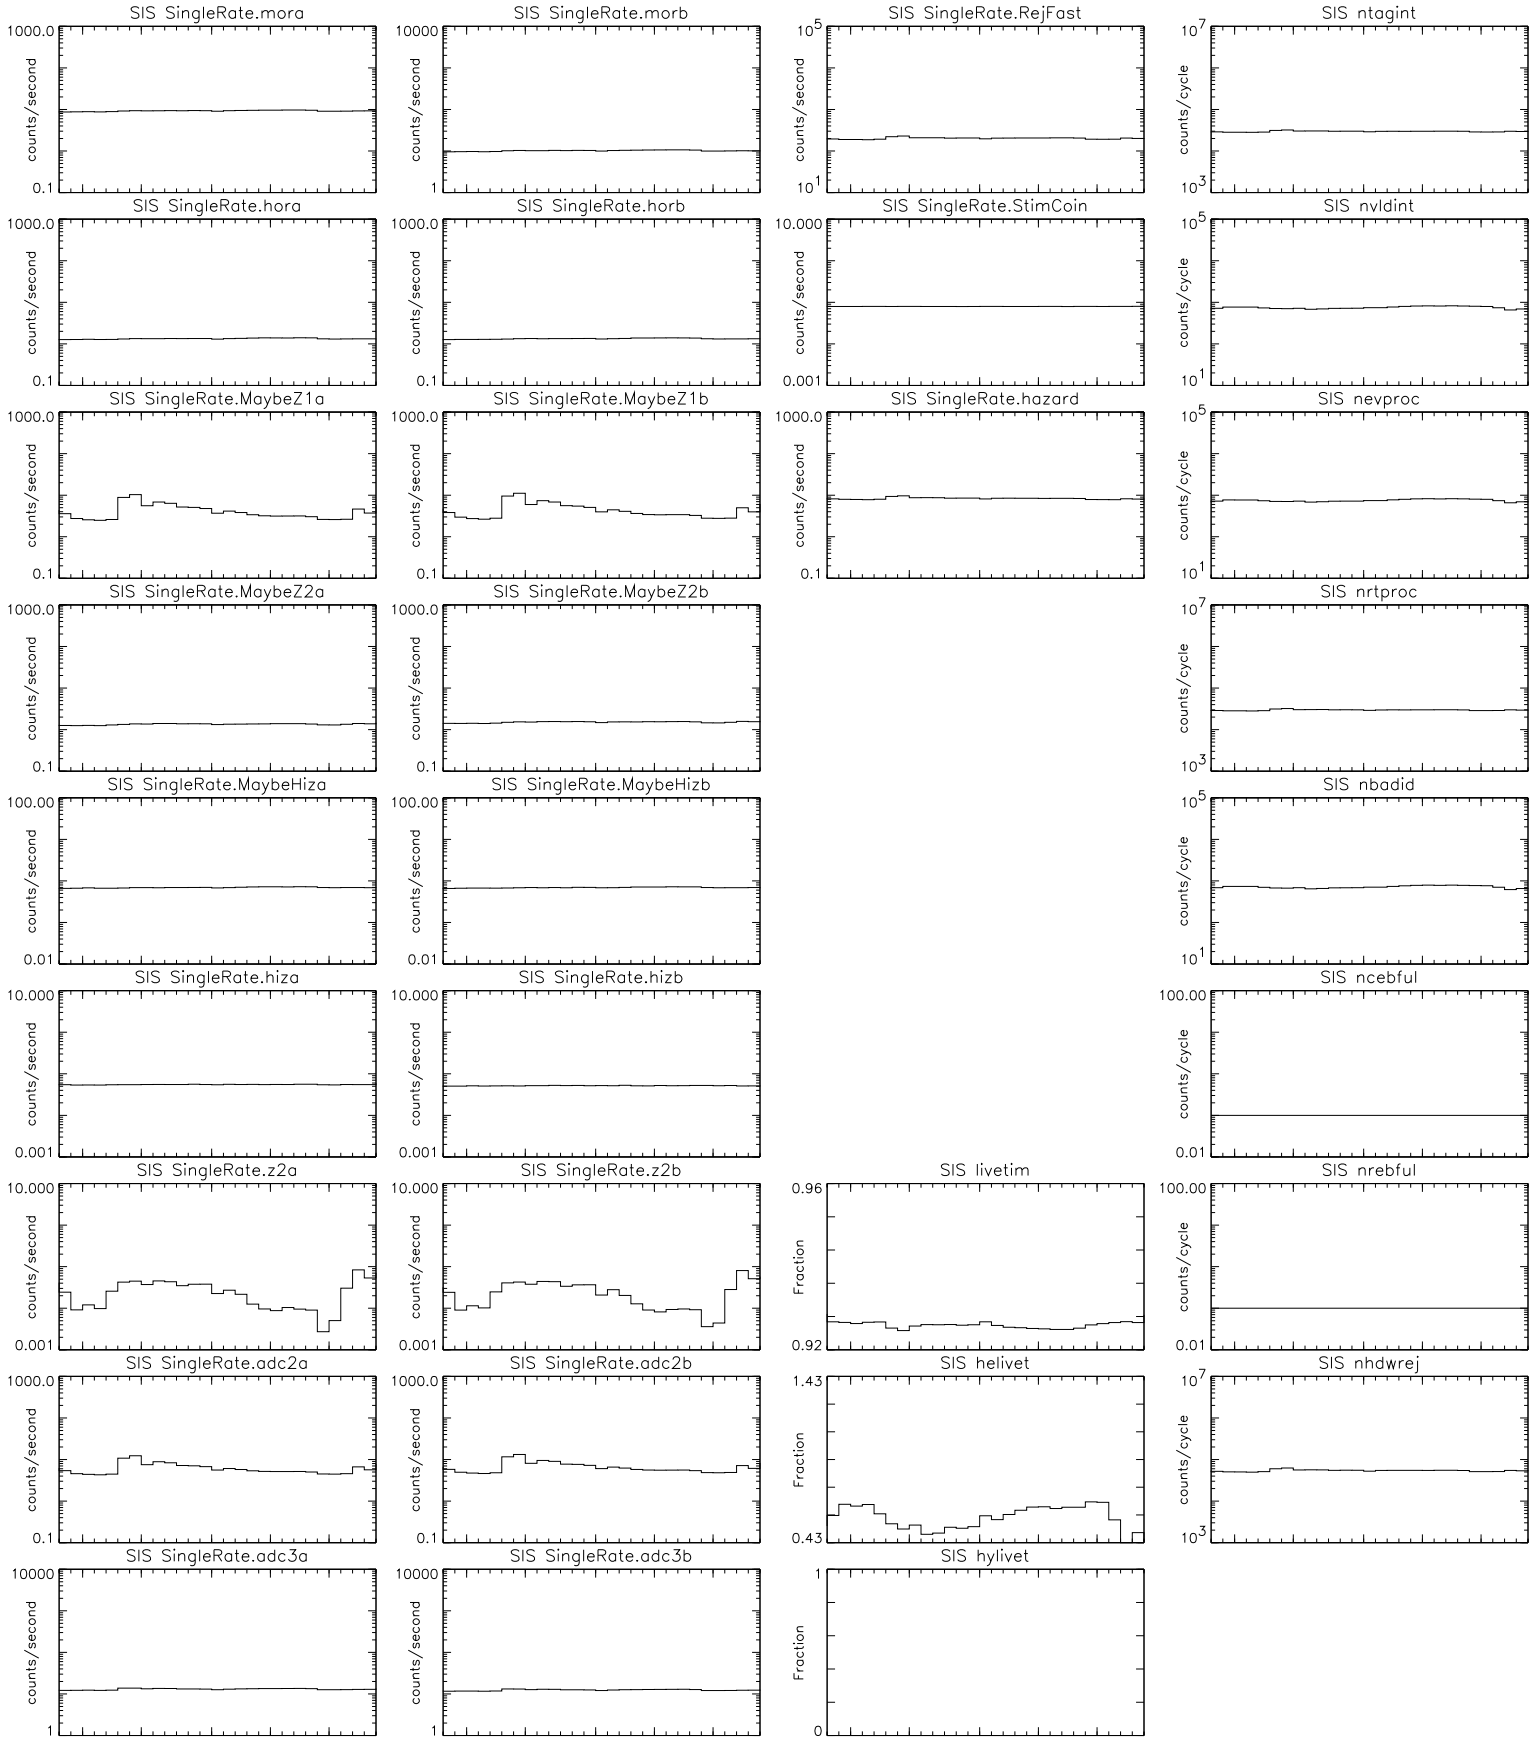 SIS SingleRate.mora
1000.0
counts/second
0.1
SIS SingleRate.morb
10000
counts/second
1
SIS SingleRate.RejFast
10^5
counts/second
10^1
SIS ntagint
10^7
counts/cycle
10^3
SIS SingleRate.hora
1000.0
counts/second
0.1
SIS SingleRate.horb
1000.0
counts/second
0.1
SIS SingleRate.StimCoin
10.000
counts/second
0.001
SIS nvldint
10^5
counts/cycle
10^1
SIS SingleRate.MaybeZ1a
1000.0
counts/second
0.1
SIS SingleRate.MaybeZ1b
1000.0
counts/second
0.1
SIS SingleRate.hazard
1000.0
counts/second
0.1
SIS nevproc
10^5
counts/cycle
10^1
SIS SingleRate.MaybeZ2a
1000.0
counts/second
0.1
SIS SingleRate.MaybeZ2b
1000.0
counts/second
0.1
SIS nrtproc
10^7
counts/cycle
10^3
SIS SingleRate.MaybeHiza
100.00
counts/second
0.01
SIS SingleRate.MaybeHizb
100.00
counts/second
0.01
SIS nbadid
10^5
counts/cycle
10^1
SIS SingleRate.hiza
10.000
counts/second
0.001
SIS SingleRate.hizb
10.000
counts/second
0.001
SIS ncebful
100.00
counts/cycle
0.01
SIS SingleRate.z2a
10.000
counts/second
0.001
SIS SingleRate.z2b
10.000
counts/second
0.001
SIS livetim
0.96
Fraction
0.92
SIS nrebful
100.00
counts/cycle
0.01
SIS SingleRate.adc2a
1000.0
counts/second
0.1
SIS SingleRate.adc2b
1000.0
counts/second
0.1
SIS helivet
1.43
Fraction
0.43
SIS nhdwrej
10^7
counts/cycle
10^3
SIS SingleRate.adc3a
10000
counts/second
1
SIS SingleRate.adc3b
10000
counts/second
1
SIS hylivet
1
Fraction
0